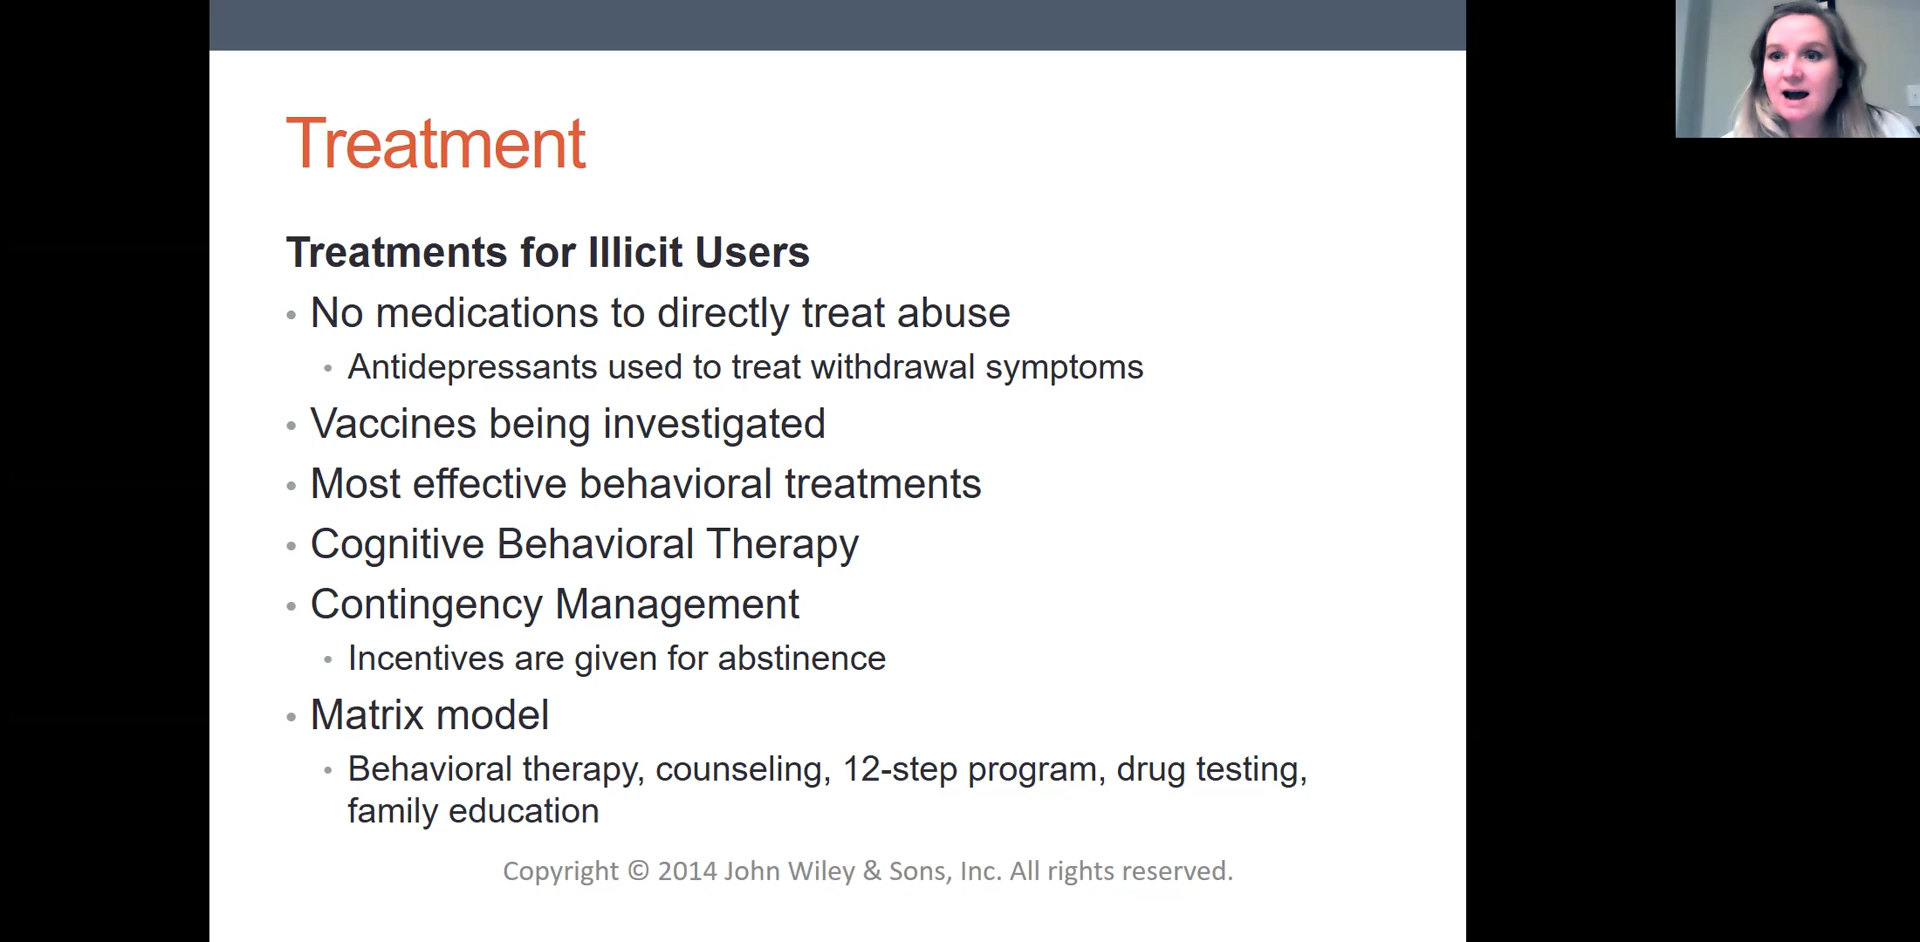 Treatment
Treatments for Illicit Users
• No medications to directly treat abuse
• Antidepressants used to treat withdrawal symptoms
• Vaccines being investigated
• Most effective behavioral treatments
• Cognitive Behavioral Therapy
• Contingency Management
• Incentives are given for abstinence
• Matrix model
• Behavioral therapy, counseling, 12-step program, drug testing,
family education
Copyright © 2014 John Wiley & Sons, Inc. All rights reserved.